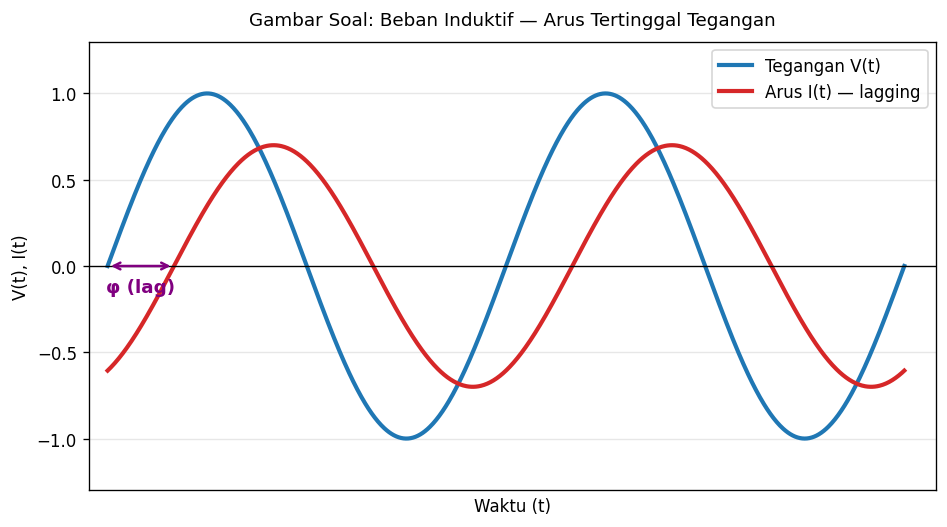 Gambar Soal: Beban Induktif — Arus Tertinggal Tegangan
Tegangan V(t)
Arus I(t) — lagging
1.0
0.5
0.0
−0.5
−1.0
V(t), I(t)
φ (lag)
Waktu (t)